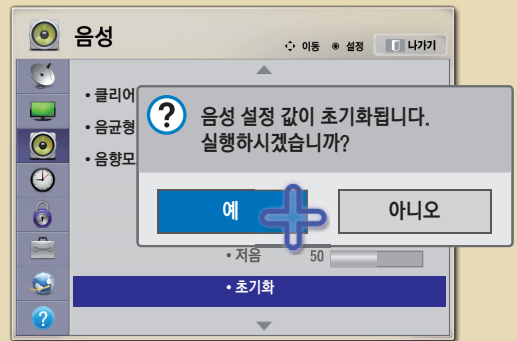 음성
이동 설정 나가기
• 클리어
• 음균형
• 음향모
?
음성 설정 값이 초기화됩니다.
실행하시겠습니까?
예
아니오
• 저음 50
• 초기화
?